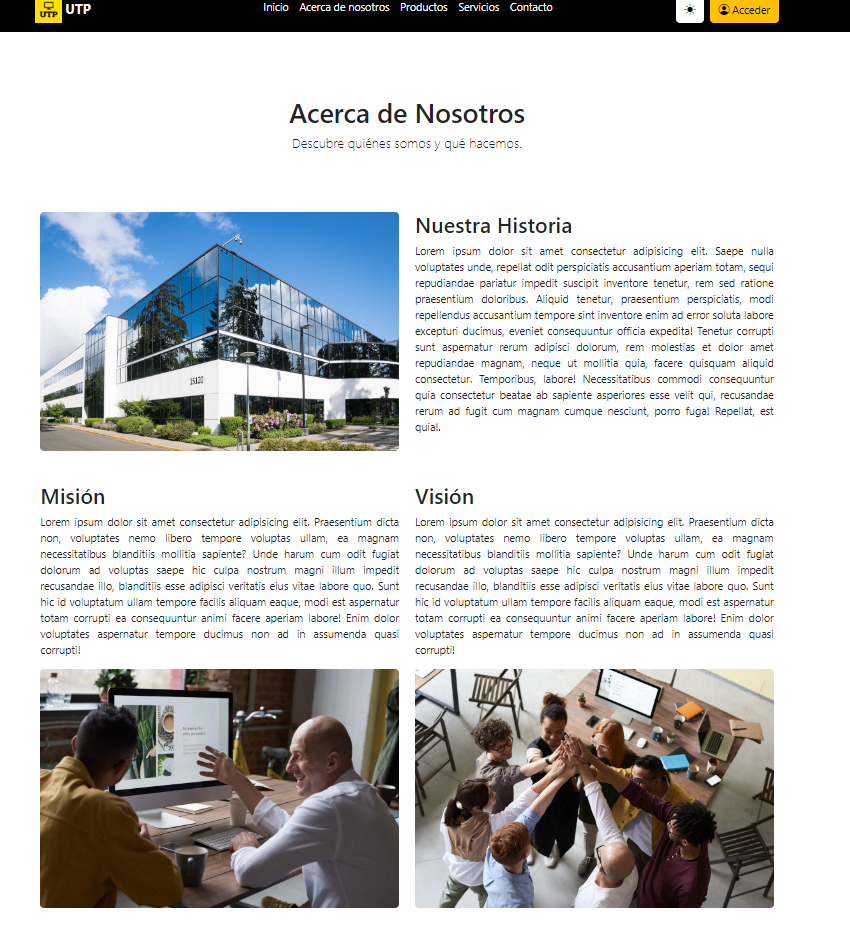 UTP
UTP
Inicio Acerca de nosotros Productos Servicios Contacto
Acceder
Acerca de Nosotros
Descubre quiénes somos y qué hacemos.
15120
Nuestra Historia
Lorem ipsum dolor sit amet consectetur adipisicing elit. Saepe nulla
voluptates unde, repellat odit perspiciatis accusantium aperiam totam, sequi
repudiandae pariatur impedit suscipit inventore tenetur, rem sed ratione
praesentium doloribus. Aliquid tenetur, praesentium perspiciatis, modi
repellendus accusantium tempore sint inventore enim ad error soluta labore
excepturi ducimus, eveniet consequuntur officia expedita! Tenetur corrupti
sunt aspernatur rerum adipisci dolorum, rem molestias et dolor amet
repudiandae magnam, neque ut mollitia quia, facere quisquam aliquid
consectetur. Temporibus, labore! Necessitatibus commodi consequuntur
quia consectetur beatae ab sapiente asperiores esse velit qui, recusandae
rerum ad fugit cum magnam cumque nesciunt, porro fuga! Repellat, est
quia!.
Misión
Lorem ipsum dolor sit amet consectetur adipisicing elit. Praesentium dicta
non, voluptates nemo libero tempore voluptas ullam, ea magnam
necessitatibus blanditiis mollitia sapiente? Unde harum cum odit fugiat
dolorum ad voluptas saepe hic culpa nostrum magni illum impedit
recusandae illo, blanditiis esse adipisci veritatis eius vitae labore quo. Sunt
hic id voluptatum ullam tempore facilis aliquam eaque, modi est aspernatur
totam corrupti ea consequuntur animi facere aperiam labore! Enim dolor
voluptates aspernatur tempore ducimus non ad in assumenda quasi
corrupti!
Visión
Lorem ipsum dolor sit amet consectetur adipisicing elit. Praesentium dicta
non, voluptates nemo libero tempore voluptas ullam, ea magnam
necessitatibus blanditiis mollitia sapiente? Unde harum cum odit fugiat
dolorum ad voluptas saepe hic culpa nostrum magni illum impedit
recusandae illo, blanditiis esse adipisci veritatis eius vitae labore quo. Sunt
hic id voluptatum ullam tempore facilis aliquam eaque, modi est aspernatur
totam corrupti ea consequuntur animi facere aperiam labore! Enim dolor
voluptates aspernatur tempore ducimus non ad in assumenda quasi
corrupti!